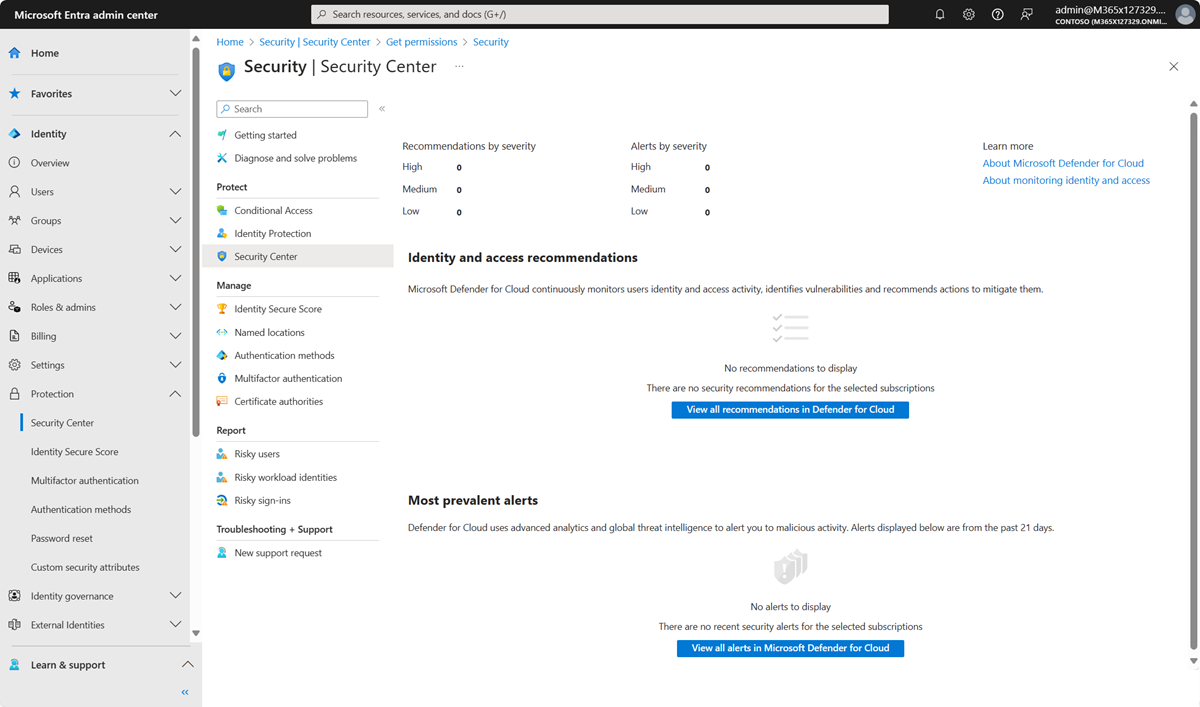 Microsoft Entra admin center
Search resources, services, and docs (G+/)
admin@M365x127329....
CONTOSO (M365X127329.ONMI...
Home
Favorites
Identity
Overview
Users
Groups
Devices
Applications
Roles & admins
Billing
Settings
Protection
Security Center
Identity Secure Score
Multifactor authentication
Authentication methods
Password reset
Custom security attributes
Identity governance
External Identities
Learn & support
Home > Security | Security Center > Get permissions > Security
Security | Security Center ...
Search
Getting started
Diagnose and solve problems
Protect
Conditional Access
Identity Protection
Security Center
Manage
Identity Secure Score
Named locations
Authentication methods
Multifactor authentication
Certificate authorities
Report
Risky users
Risky workload identities
Risky sign-ins
Troubleshooting + Support
New support request
Recommendations by severity
High 0
Medium 0
Low 0
Alerts by severity
High 0
Medium 0
Low 0
Learn more
About Microsoft Defender for Cloud
About monitoring identity and access
Identity and access recommendations
Microsoft Defender for Cloud continuously monitors users identity and access activity, identifies vulnerabilities and recommends actions to mitigate them.
No recommendations to display
There are no security recommendations for the selected subscriptions
View all recommendations in Defender for Cloud
Most prevalent alerts
Defender for Cloud uses advanced analytics and global threat intelligence to alert you to malicious activity. Alerts displayed below are from the past 21 days.
No alerts to display
There are no recent security alerts for the selected subscriptions
View all alerts in Microsoft Defender for Cloud